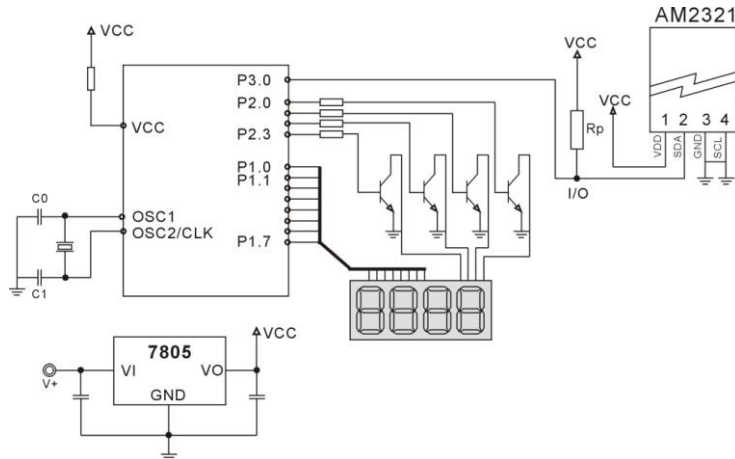 AM2321
VCC
VCC
P3.0
P2.0
VCC
VCC
Rp
1 2 3 4
P2.3
VDD
SDA
GND
SCL
P1.0
P1.1
I/O
C0
OSC1
OSC2/CLK
P1.7
C1
VCC
7805
VI
VO
V+
GND